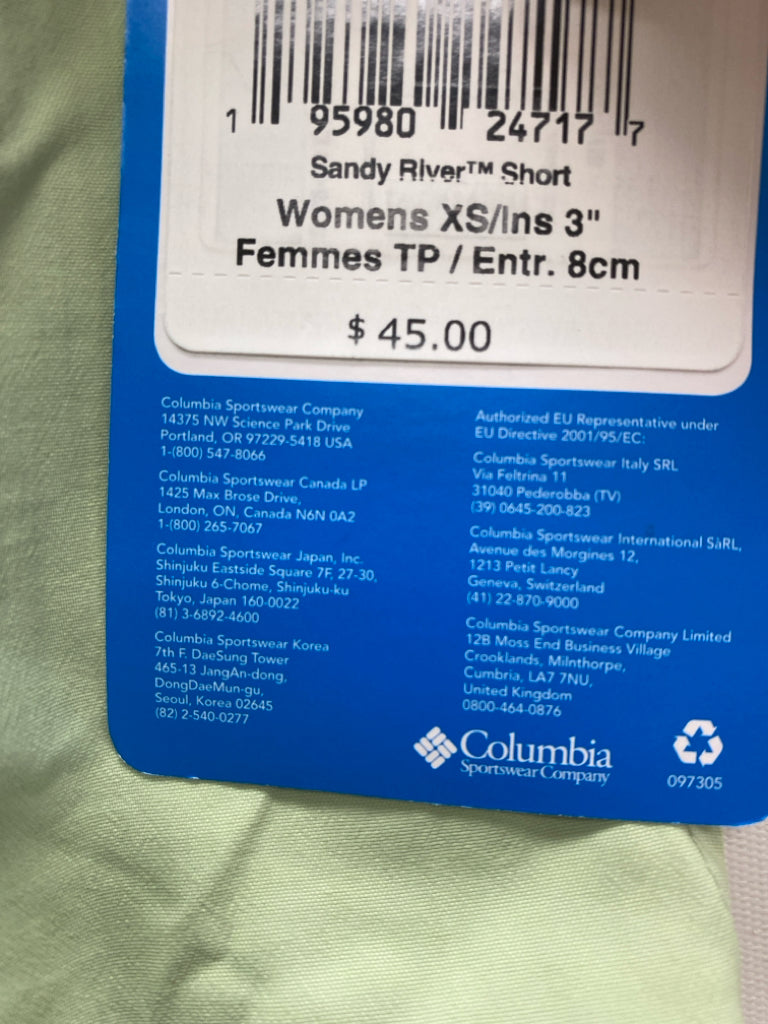 1 95980 24717 7
Sandy River™ Short
Womens XS/Ins 3"
Femmes TP / Entr. 8cm
$ 45.00
Columbia Sportswear Company
14375 NW Science Park Drive
Portland, OR 97229-5418 USA
1-(800) 547-8066
Columbia Sportswear Canada LP
1425 Max Brose Drive,
London, ON, Canada N6N 0A2
1-(800) 265-7067
Columbia Sportswear Japan, Inc.
Shinjuku Eastside Square 7F, 27-30,
Shinjuku 6-Chome, Shinjuku-ku
Tokyo, Japan 160-0022
(81) 3-6892-4600
Columbia Sportswear Korea
7th F. DaeSung Tower
465-13 JangAn-dong,
DongDaeMun-gu,
Seoul, Korea 02645
(82) 2-540-0277
Authorized EU Representative under
EU Directive 2001/95/EC:
Columbia Sportswear Italy SRL
Via Feltrina 11
31040 Pederobba (TV)
(39) 0645-200-823
Columbia Sportswear International SàRL,
Avenue des Morgines 12,
1213 Petit Lancy
Geneva, Switzerland
(41) 22-870-9000
Columbia Sportswear Company Limited
12B Moss End Business Village
Crooklands, Milnthorpe,
Cumbria, LA7 7NU,
United Kingdom
0800-464-0876
Columbia
Sportswear Company
097305